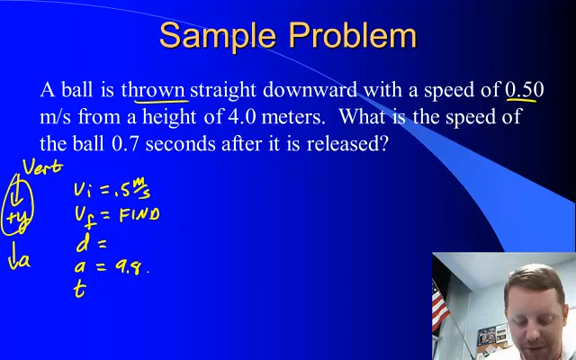 Sample Problem
A ball is thrown straight downward with a speed of 0.50
m/s from a height of 4.0 meters. What is the speed of
the ball 0.7 seconds after it is released?
Vert
+y
a
Vi = .5 m/s
Vf = FIND
d =
a = 9.8
t